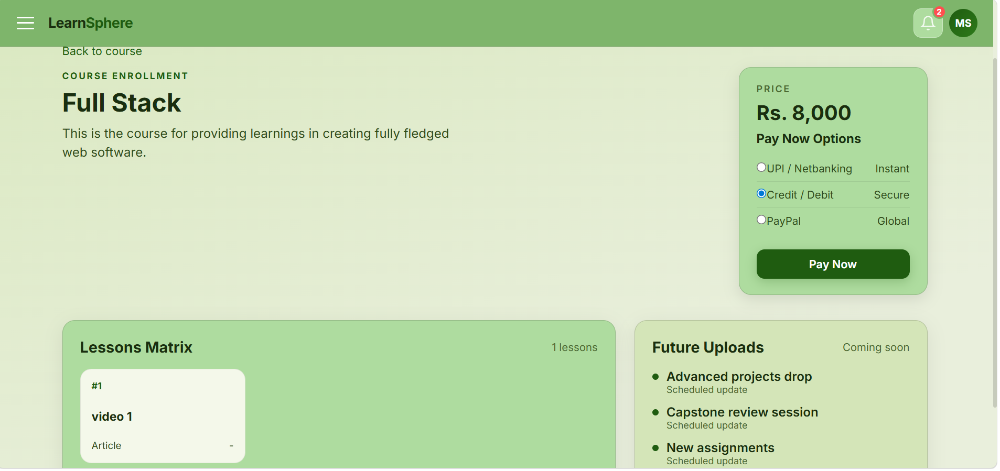 LearnSphere
2
MS
Back to course
COURSE ENROLLMENT
Full Stack
This is the course for providing learnings in creating fully fledged
web software.
PRICE
Rs. 8,000
Pay Now Options
UPI / Netbanking Instant
Credit / Debit Secure
PayPal Global
Pay Now
Lessons Matrix 1 lessons
#1
video 1
Article -
Future Uploads Coming soon
Advanced projects drop
Scheduled update
Capstone review session
Scheduled update
New assignments
Scheduled update